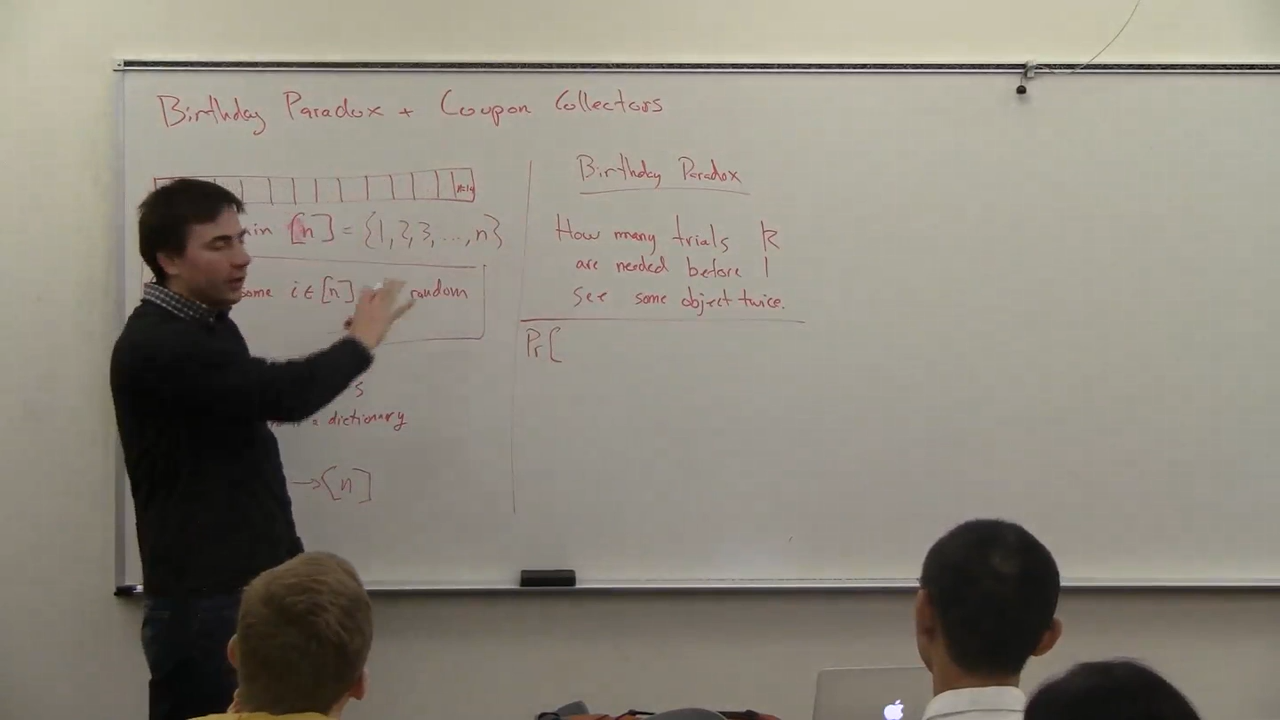 Birthday Paradox + Coupon Collectors
[n] = {1,2,3,...,n}
some i ∈ [n] random
s
a dictionary
→ [n]
Birthday Paradox
How many trials k
are needed before I
see some object twice.
Pr[